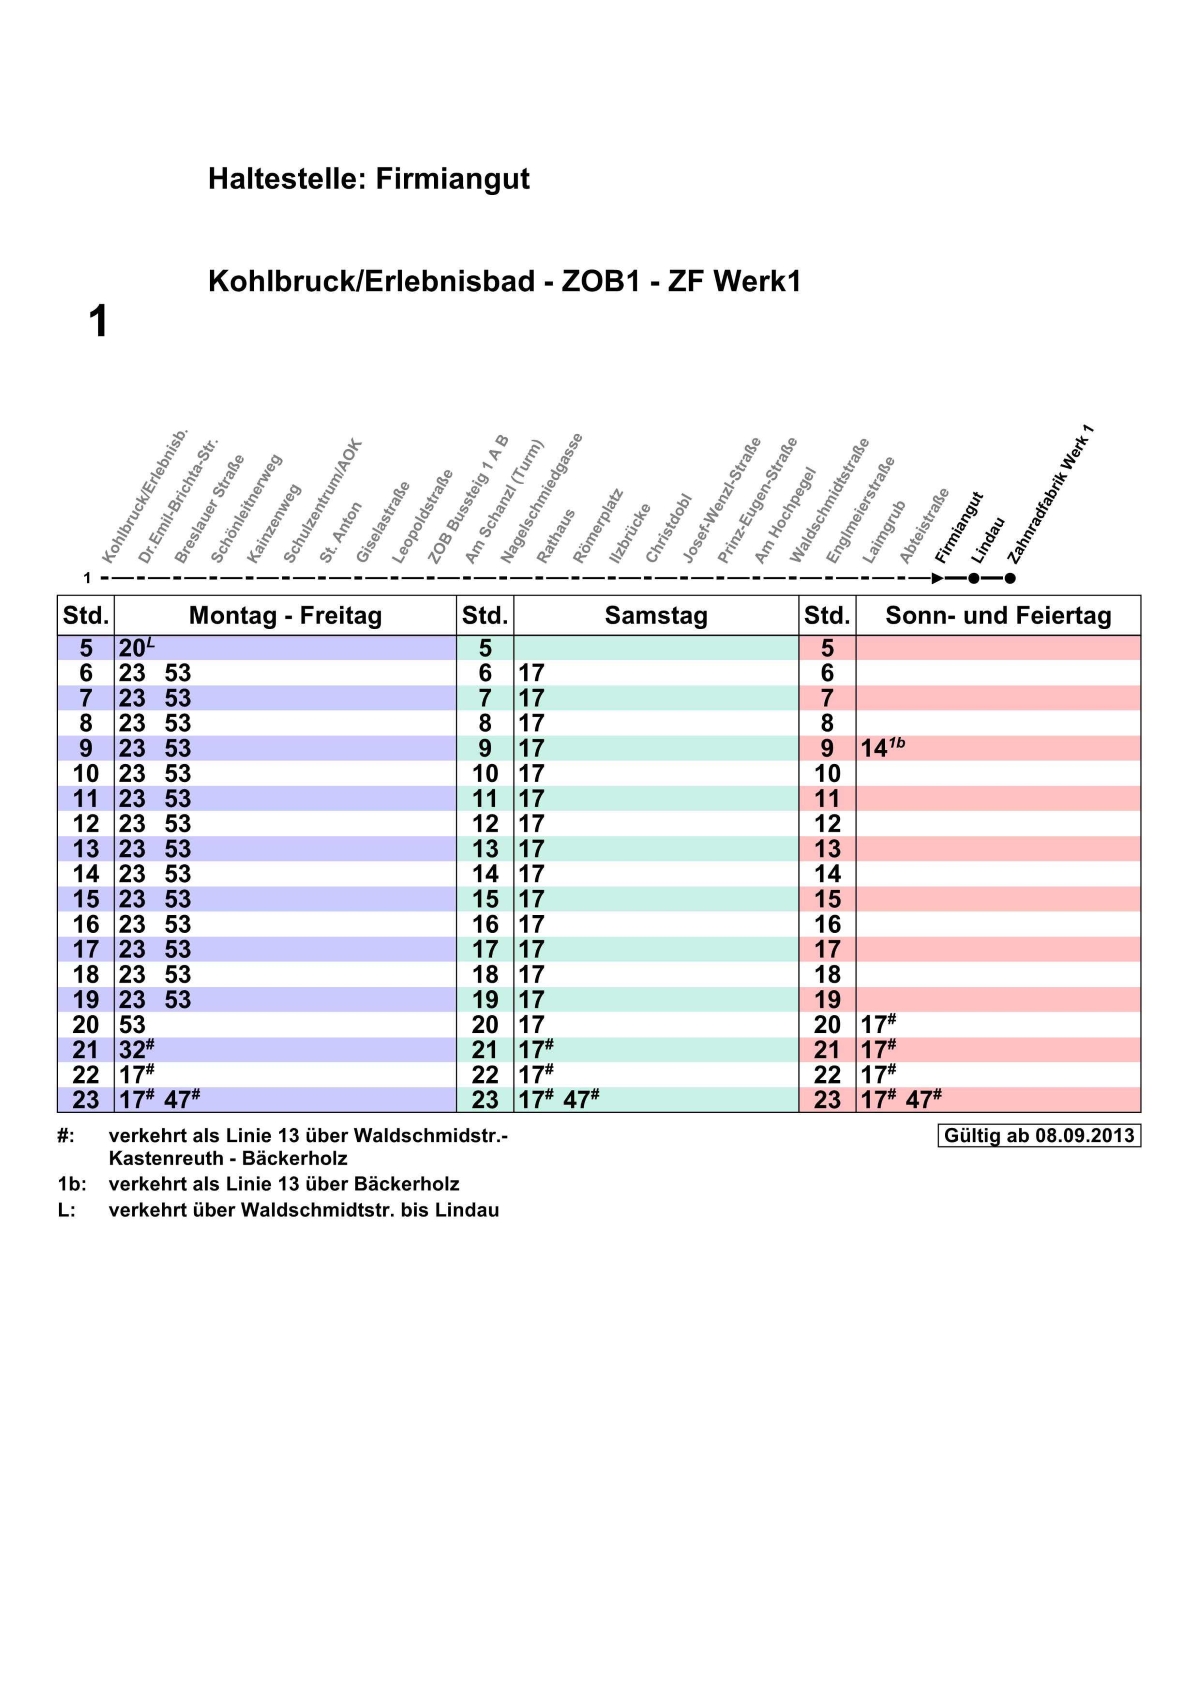 Haltestelle: Firmiangut
Kohlbruck/Erlebnisbad - ZOB1 - ZF Werk1
1
Kohlbruck/Erlebnisb.
Dr.Emil-Brichta-Str.
Breslauer Straße
Schönleitnerweg
Kainzenweg
Schulzentrum/AOK
St. Anton
Giselastraße
Leopoldstraße
ZOB Bussteig 1 A B
Am Schanzl (Turm)
Nagelschmiedgasse
Rathaus
Römerplatz
Ilzbrücke
Christdobl
Josef-Wenzl-Straße
Prinz-Eugen-Straße
Am Hochpegel
Waldschmidtstraße
Englmeierstraße
Laimgrub
Abteistraße
Firmiangut
Lindau
Zahnradfabrik Werk 1
1
Std. Montag - Freitag Std. Samstag Std. Sonn- und Feiertag
5 20L 5 5
6 23 53 6 17 6
7 23 53 7 17 7
8 23 53 8 17 8
9 23 53 9 17 9 141b
10 23 53 10 17 10
11 23 53 11 17 11
12 23 53 12 17 12
13 23 53 13 17 13
14 23 53 14 17 14
15 23 53 15 17 15
16 23 53 16 17 16
17 23 53 17 17 17
18 23 53 18 17 18
19 23 53 19 17 19
20 53 20 17 20 17#
21 32# 21 17# 21 17#
22 17# 22 17# 22 17#
23 17# 47# 23 17# 47# 23 17# 47#
#: verkehrt als Linie 13 über Waldschmidstr.-
Kastenreuth - Bäckerholz
Gültig ab 08.09.2013
1b: verkehrt als Linie 13 über Bäckerholz
L: verkehrt über Waldschmidtstr. bis Lindau